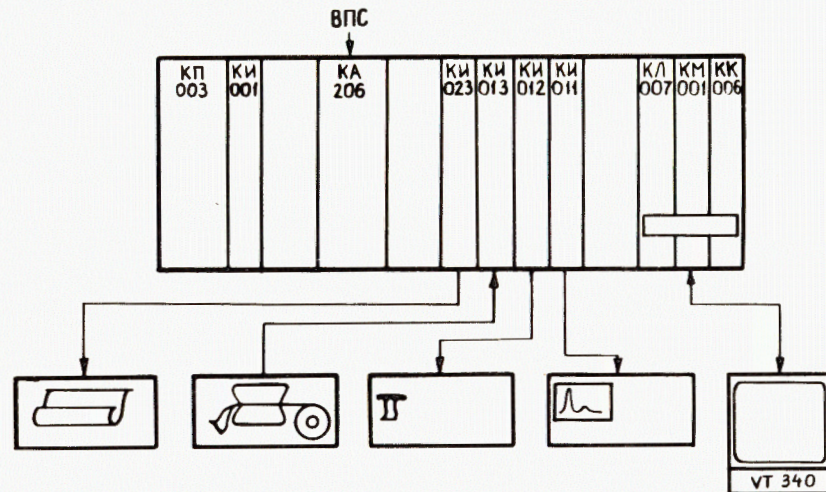 ВПС
КП
003
КИ
001
КА
206
КИ
023
КИ
013
КИ
012
КИ
011
КЛ
007
КМ
001
КК
006
VT 340